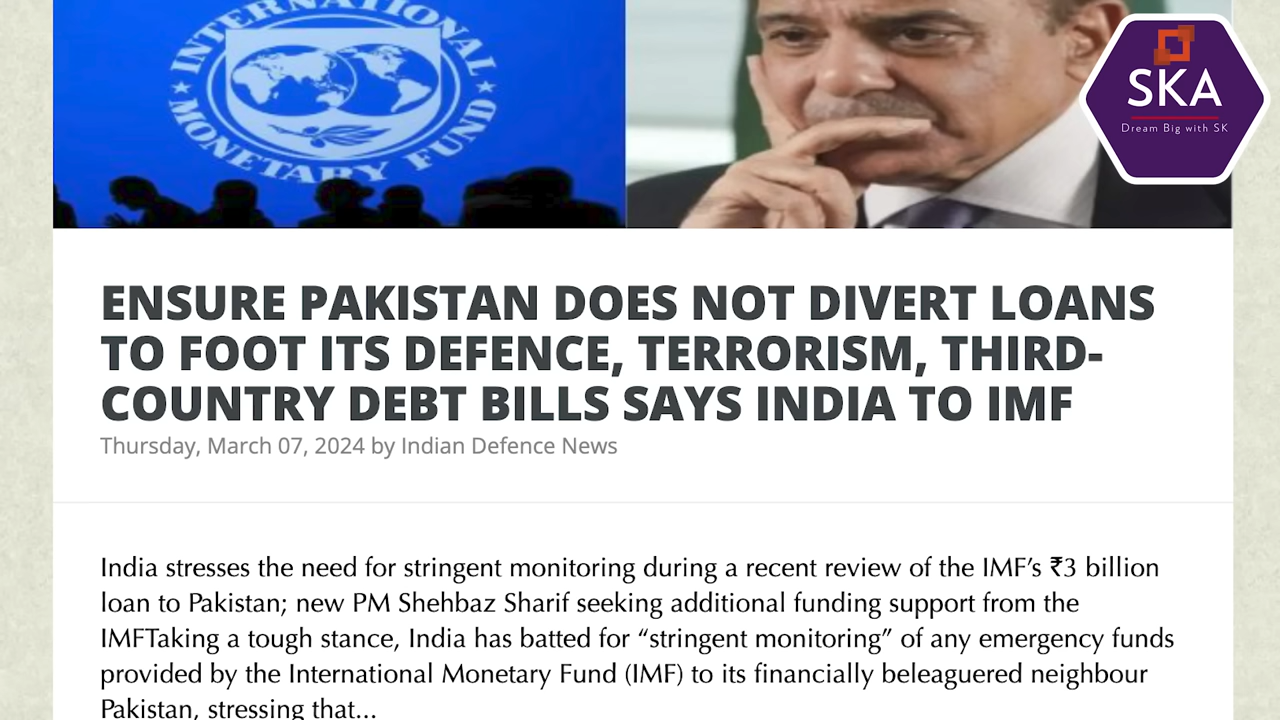 INTERNATIONAL
MONETARY FUND
SKA
Dream Big with SK
ENSURE PAKISTAN DOES NOT DIVERT LOANS
TO FOOT ITS DEFENCE, TERRORISM, THIRD-
COUNTRY DEBT BILLS SAYS INDIA TO IMF
Thursday, March 07, 2024 by Indian Defence News
India stresses the need for stringent monitoring during a recent review of the IMF’s ₹3 billion
loan to Pakistan; new PM Shehbaz Sharif seeking additional funding support from the
IMFTaking a tough stance, India has batted for “stringent monitoring” of any emergency funds
provided by the International Monetary Fund (IMF) to its financially beleaguered neighbour
Pakistan, stressing that...